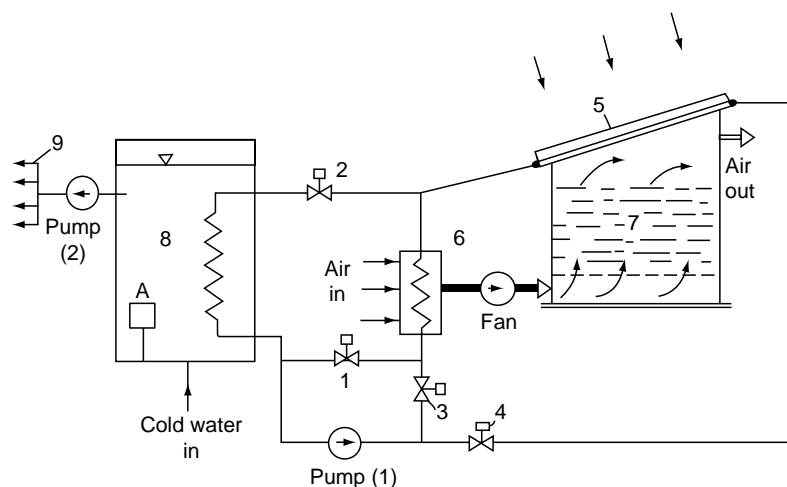 5
9
2
Air
out
Pump
(2)
8
6
7
Air
in
A
Fan
1
3
4
Cold water
in
Pump (1)